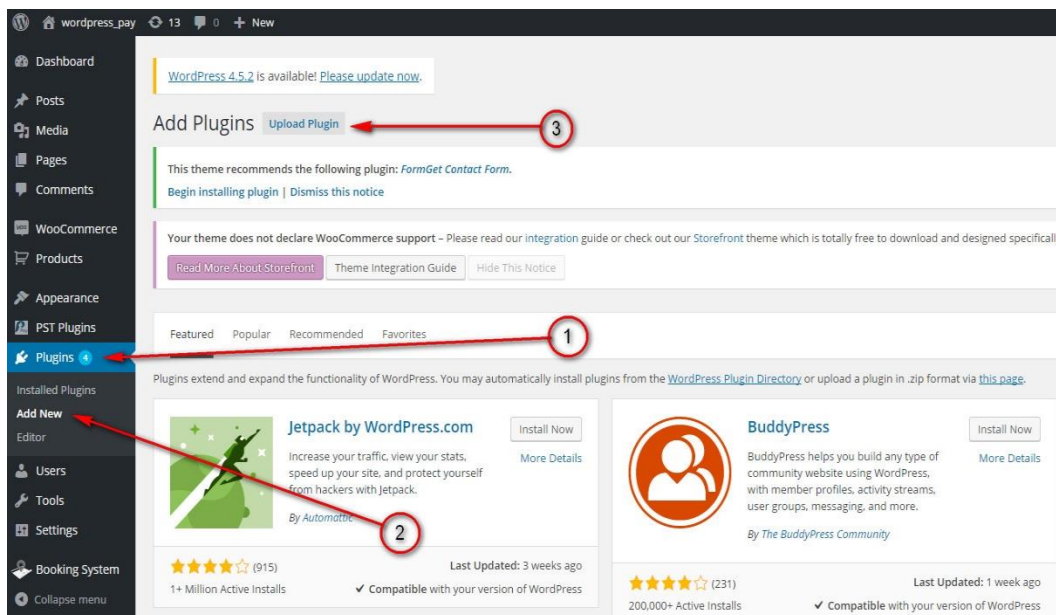 wordpress_pay 13 0 + New
Dashboard
Posts
Media
Pages
Comments
WooCommerce
Products
Appearance
PST Plugins
Plugins 4
Installed Plugins
Add New
Editor
Users
Tools
Settings
Booking System
Collapse menu
WordPress 4.5.2 is available! Please update now.
Add Plugins Upload Plugin
3
This theme recommends the following plugin: FormGet Contact Form.
Begin installing plugin | Dismiss this notice
Your theme does not declare WooCommerce support – Please read our integration guide or check out our Storefront theme which is totally free to download and designed specificall
Read More About Storefront Theme Integration Guide Hide This Notice
Featured Popular Recommended Favorites
1
Plugins extend and expand the functionality of WordPress. You may automatically install plugins from the WordPress Plugin Directory or upload a plugin in .zip format via this page.
Jetpack by WordPress.com
Install Now
Increase your traffic, view your stats,
More Details
speed up your site, and protect yourself
from hackers with Jetpack.
By Automattic
2
(915)
Last Updated: 3 weeks ago
1+ Million Active Installs
✓ Compatible with your version of WordPress
BuddyPress
Install Now
BuddyPress helps you build any type of
More Details
community website using WordPress,
with member profiles, activity streams,
user groups, messaging, and more.
By The BuddyPress Community
(231)
Last Updated: 1 week ago
200,000+ Active Installs
✓ Compatible with your version of WordPress